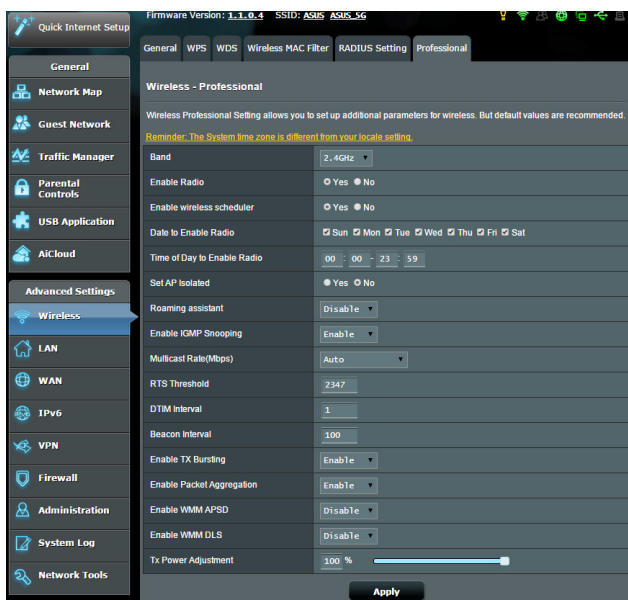 Quick Internet Setup
Firmware Version: 1.1.0.4 SSID: ASUS ASUS_5G
General WPS WDS Wireless MAC Filter RADIUS Setting Professional
General
Network Map
Guest Network
Traffic Manager
Parental Controls
USB Application
AiCloud
Advanced Settings
Wireless
LAN
WAN
IPv6
VPN
Firewall
Administration
System Log
Network Tools
Wireless - Professional
Wireless Professional Setting allows you to set up additional parameters for wireless. But default values are recommended.
Reminder: The System time zone is different from your locale setting.
Band 2.4GHz
Enable Radio Yes No
Enable wireless scheduler Yes No
Date to Enable Radio Sun Mon Tue Wed Thu Fri Sat
Time of Day to Enable Radio 00 : 00 - 23 : 59
Set AP Isolated Yes No
Roaming assistant Disable
Enable IGMP Snooping Enable
Multicast Rate(Mbps) Auto
RTS Threshold 2347
DTIM Interval 1
Beacon Interval 100
Enable TX Bursting Enable
Enable Packet Aggregation Enable
Enable WMM APSD Disable
Enable WMM DLS Disable
Tx Power Adjustment 100 %
Apply